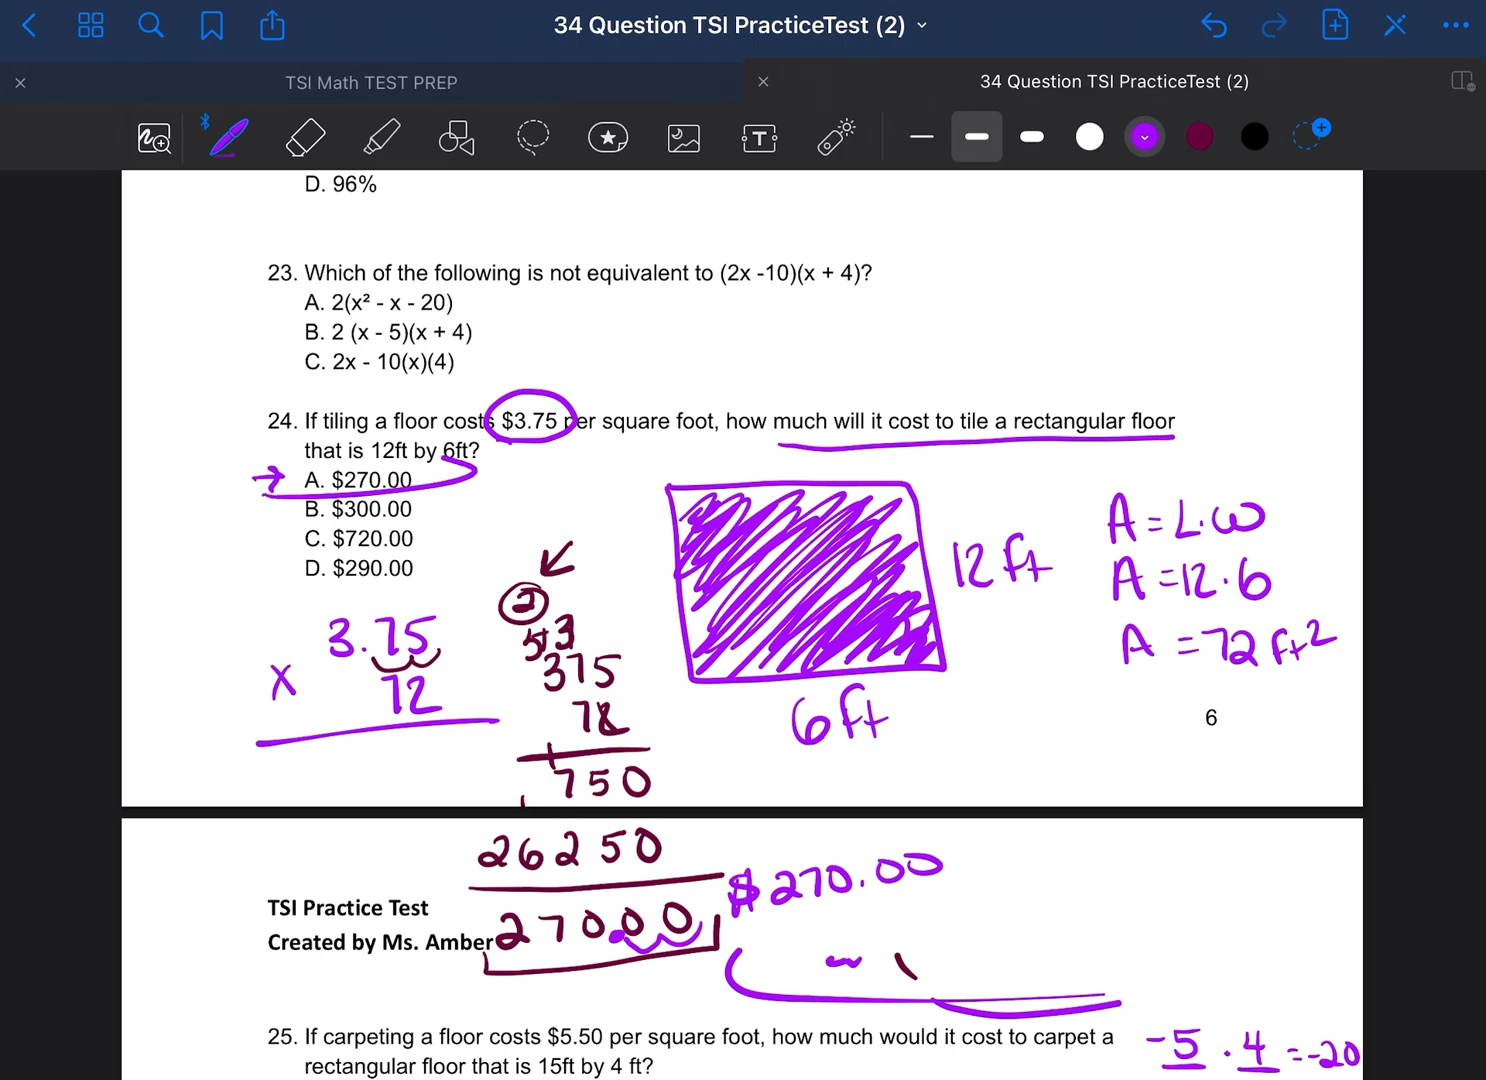 34 Question TSI PracticeTest (2)
TSI Math TEST PREP
34 Question TSI PracticeTest (2)
D. 96%
23. Which of the following is not equivalent to (2x -10)(x + 4)?
A. 2(x² - x - 20)
B. 2 (x - 5)(x + 4)
C. 2x - 10(x)(4)
24. If tiling a floor costs $3.75 per square foot, how much will it cost to tile a rectangular floor
that is 12ft by 6ft?
A. $270.00
B. $300.00
C. $720.00
D. $290.00
12 ft
6 ft
A = L·W
A = 12·6
A = 72 ft2
3.75
x 72
375
750
26250
27000
$270.00
6
TSI Practice Test
Created by Ms. Amber
25. If carpeting a floor costs $5.50 per square foot, how much would it cost to carpet a
rectangular floor that is 15ft by 4 ft?
-5 · 4 = -20